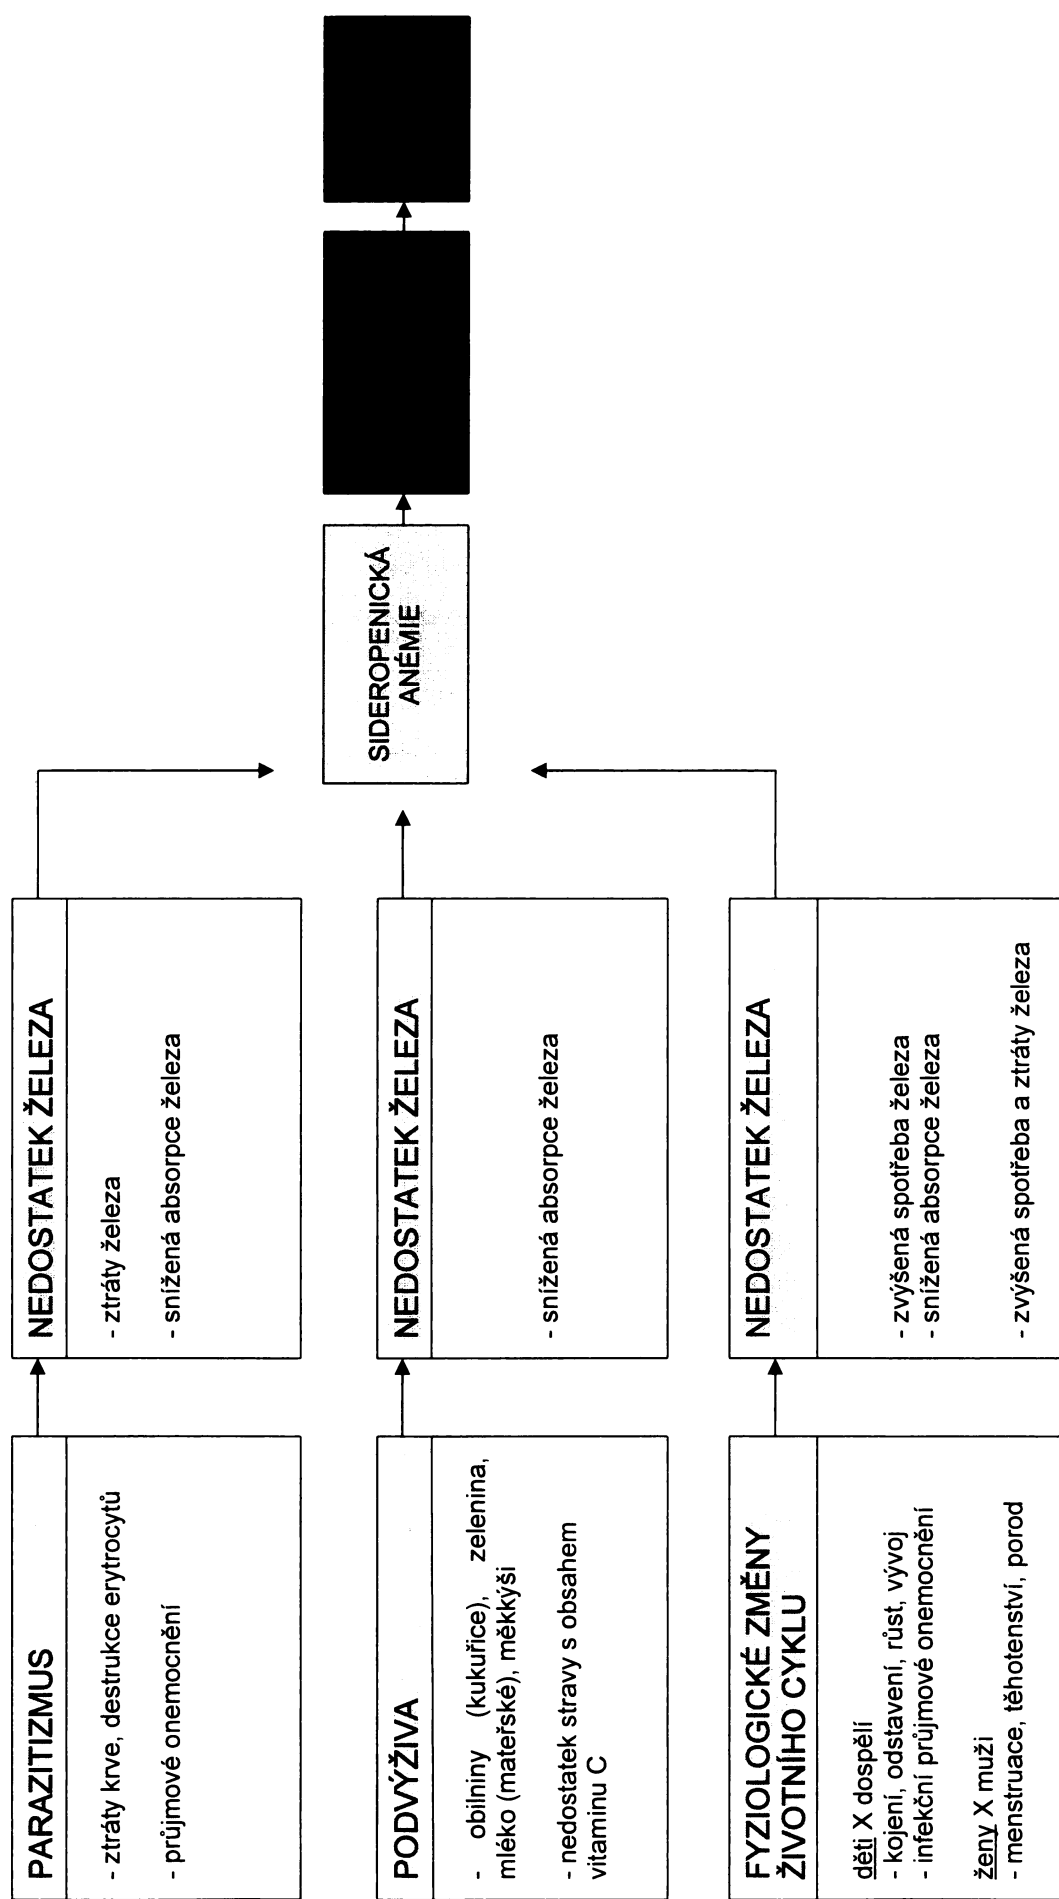 PARAZITIZMUS
- ztráty krve, destrukce erytrocytů
- průjmové onemocnění
NEDOSTATEK ŽELEZA
- ztráty železa
- snížená absorpce železa
PODVÝŽIVA
- obilniny (kukuřice), zelenina,
mléko (mateřské), měkkýši
- nedostatek stravy s obsahem
vitaminu C
NEDOSTATEK ŽELEZA
- snížená absorpce železa
FYZIOLOGICKÉ ZMĚNY
ŽIVOTNÍHO CYKLU
děti X dospělí
- kojení, odstavení, růst, vývoj
- infekční průjmové onemocnění
ženy X muži
- menstruace, těhotenství, porod
NEDOSTATEK ŽELEZA
- zvýšená spotřeba železa
- snížená absorpce železa
- zvýšená spotřeba a ztráty železa
SIDEROPENICKÁ
ANÉMIE